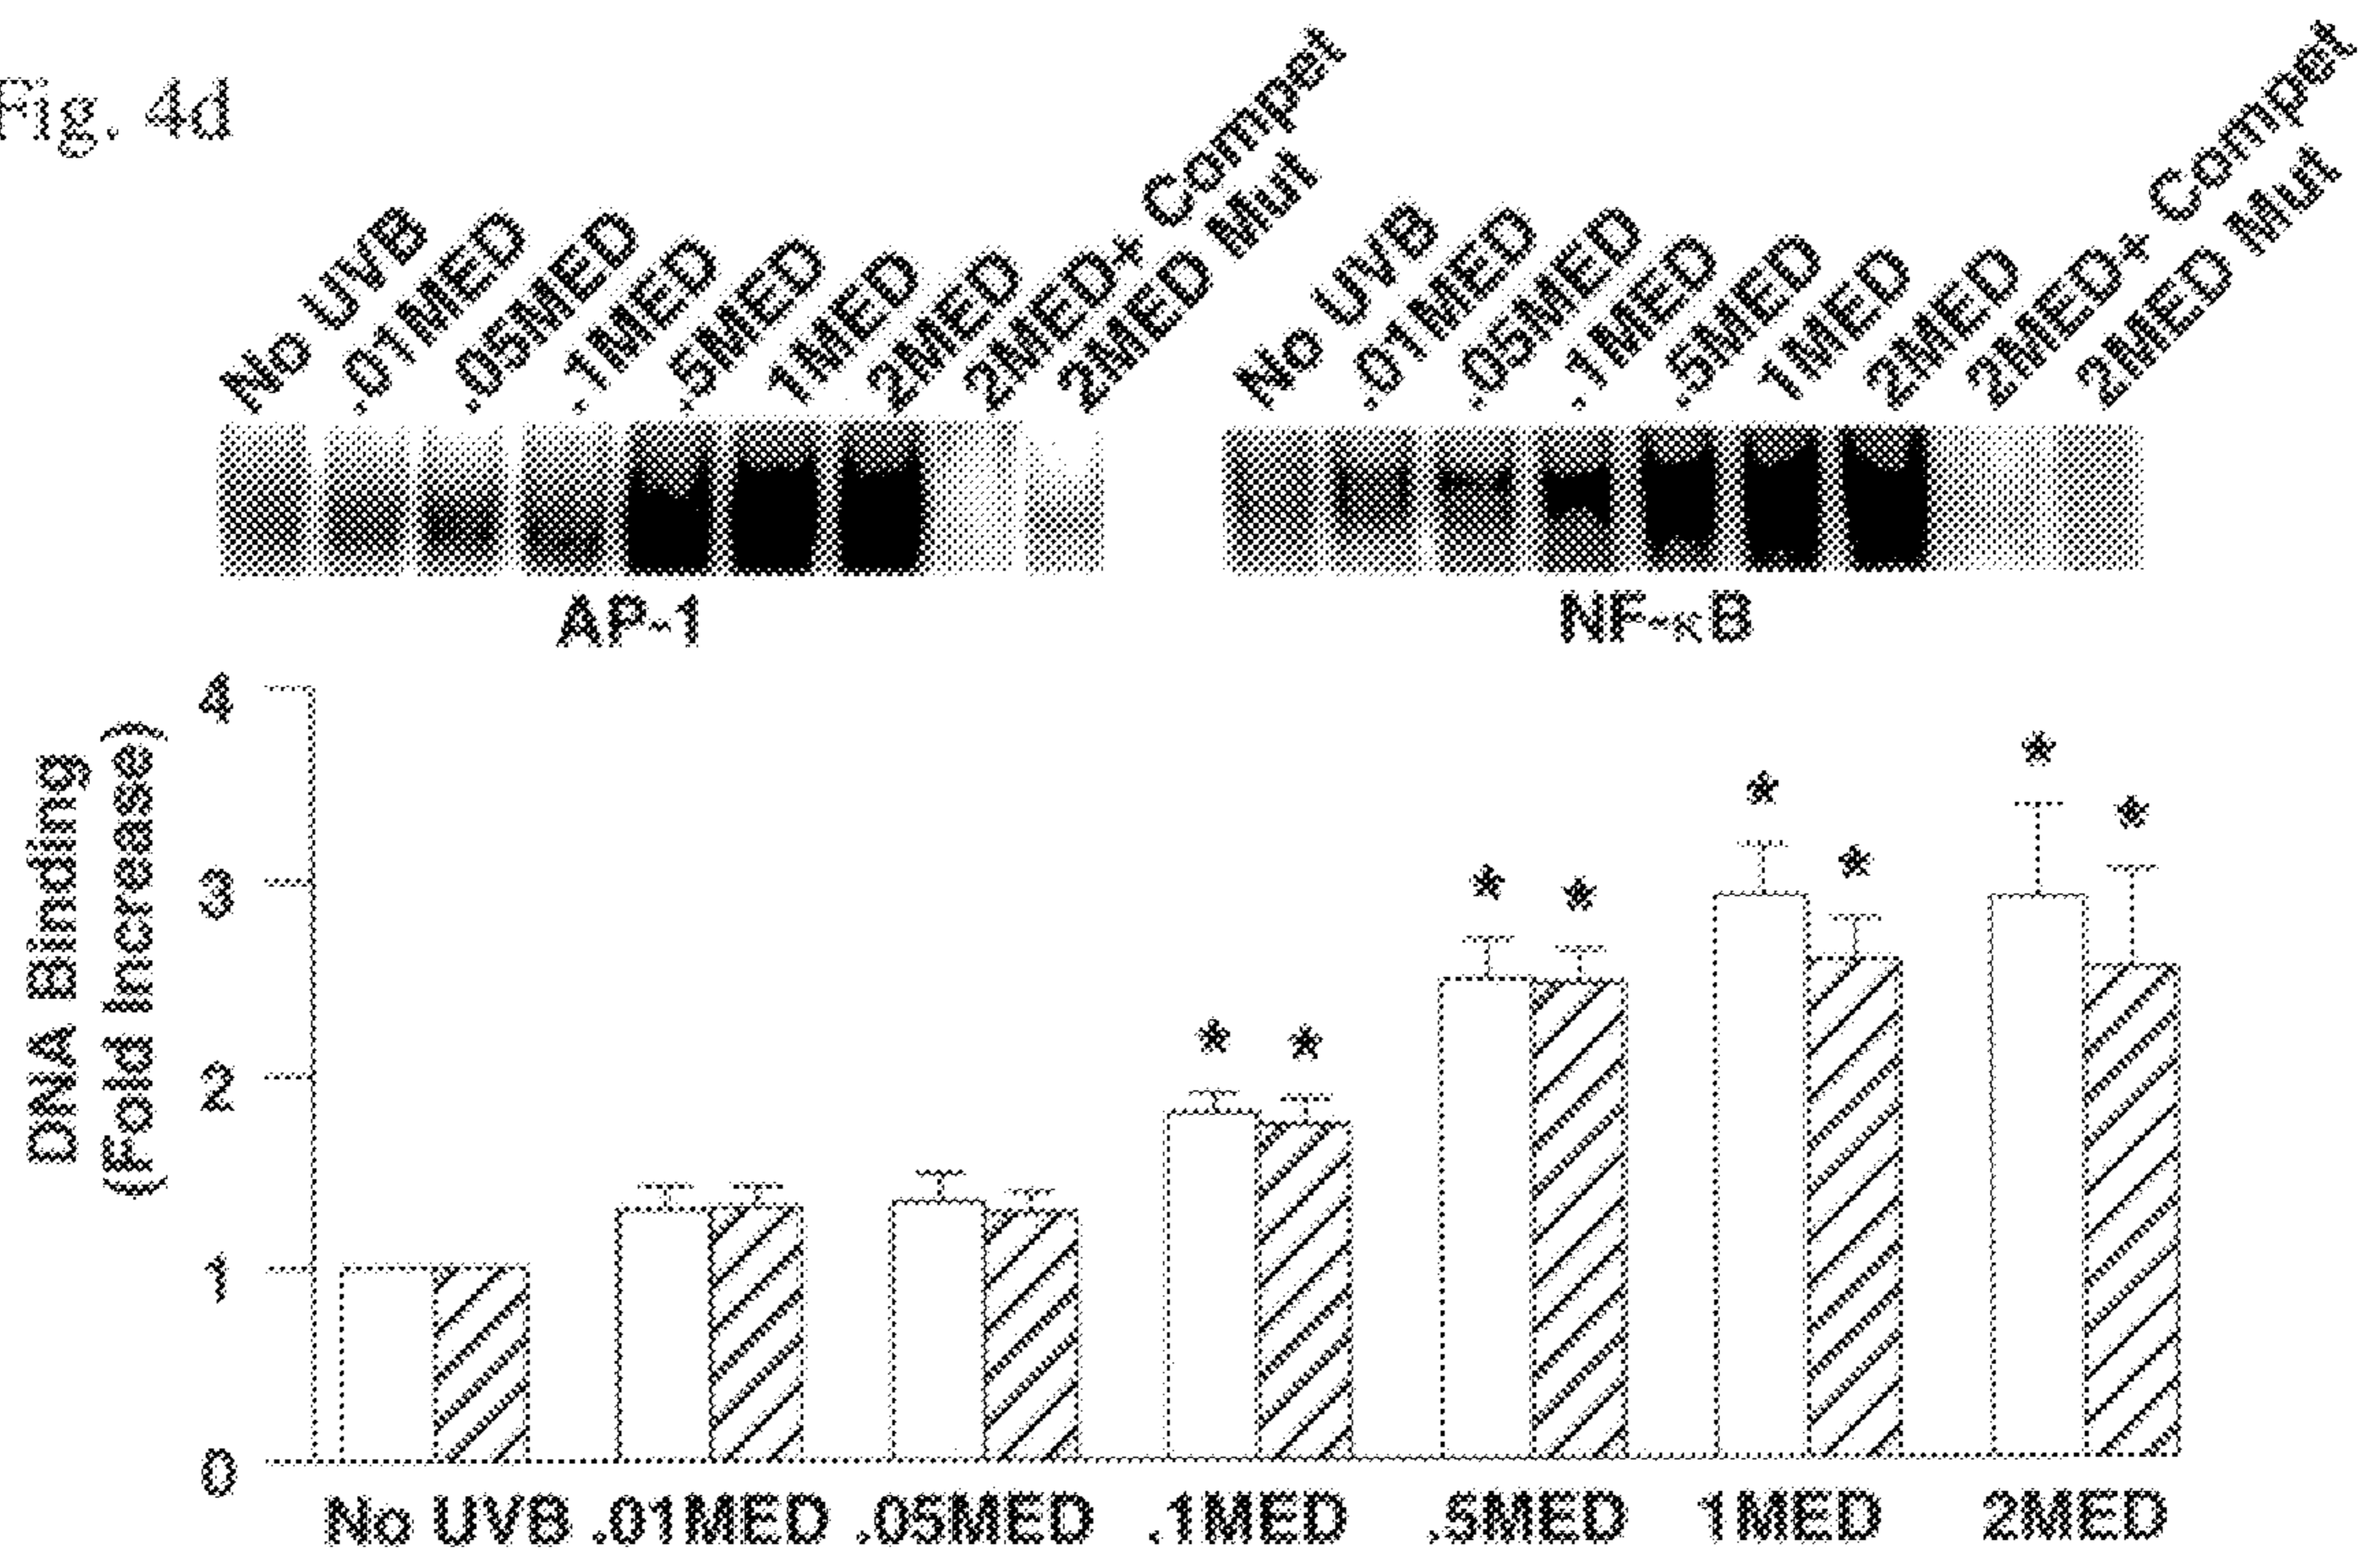 Fig. 4d
No UVB
.01MED
.05MED
.1MED
.5MED
1MED
2MED
2MED+ Compet
2MED Mut
No UVB
.01MED
.05MED
.1MED
.5MED
1MED
2MED
2MED+ Compet
2MED Mut
AP-1
NF-κB
DNA Binding
(Fold Increase)
4
3
2
1
0
* * * * * * * *
No UVB .01MED .05MED .1MED .5MED 1MED 2MED